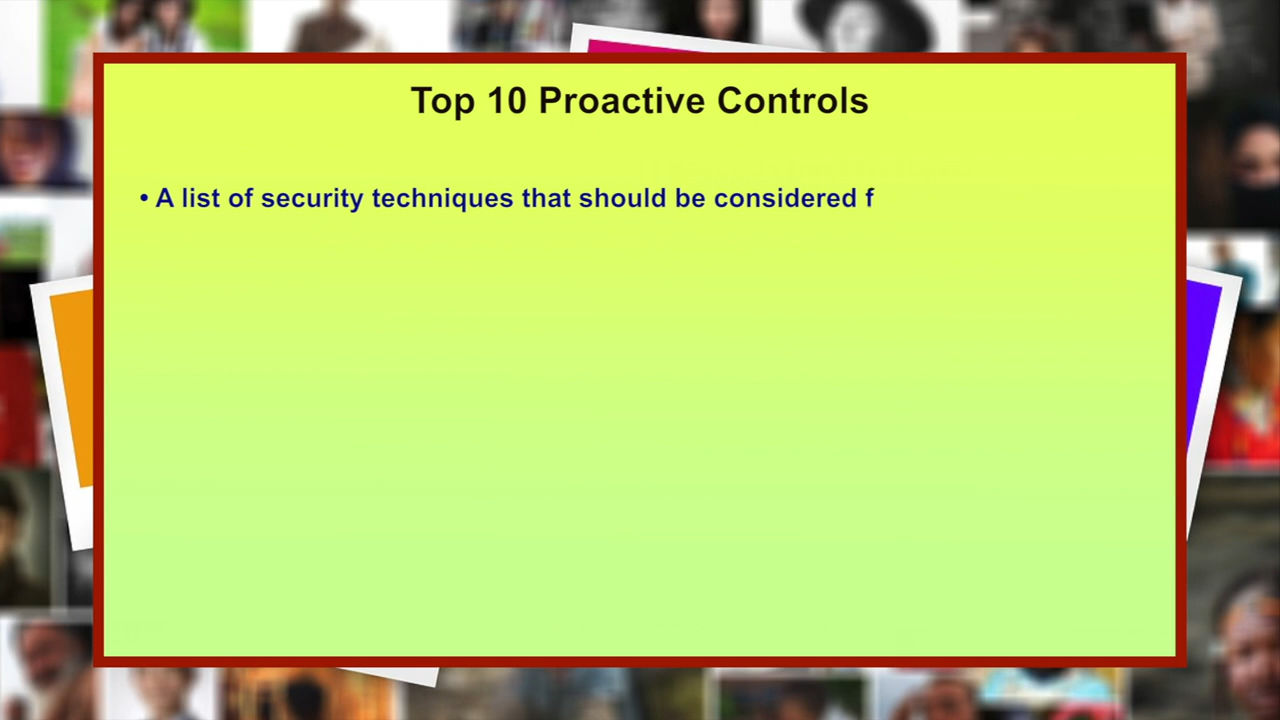 Top 10 Proactive Controls
• A list of security techniques that should be considered f